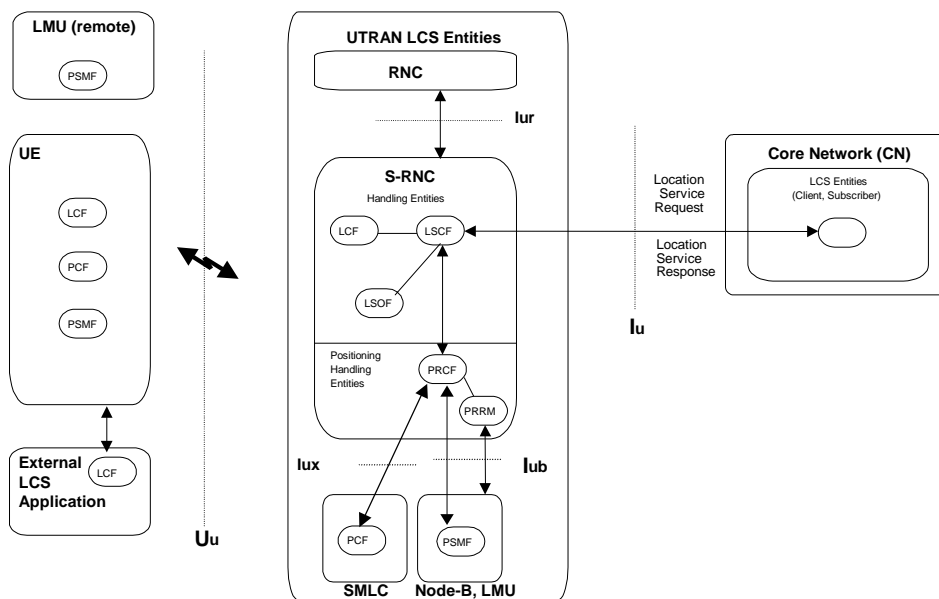 LMU (remote)
PSMF
UE
LCF
PCF
PSMF
External
LCS
Application
LCF
Uu
UTRAN LCS Entities
RNC
Iur
S-RNC
Handling Entities
LCF
LSCF
LSOF
Positioning
Handling
Entities
PRCF
PRRM
Iux
Iub
PCF
PSMF
SMLC
Node-B, LMU
Location
Service
Request
Location
Service
Response
Iu
Core Network (CN)
LCS Entities
(Client, Subscriber)